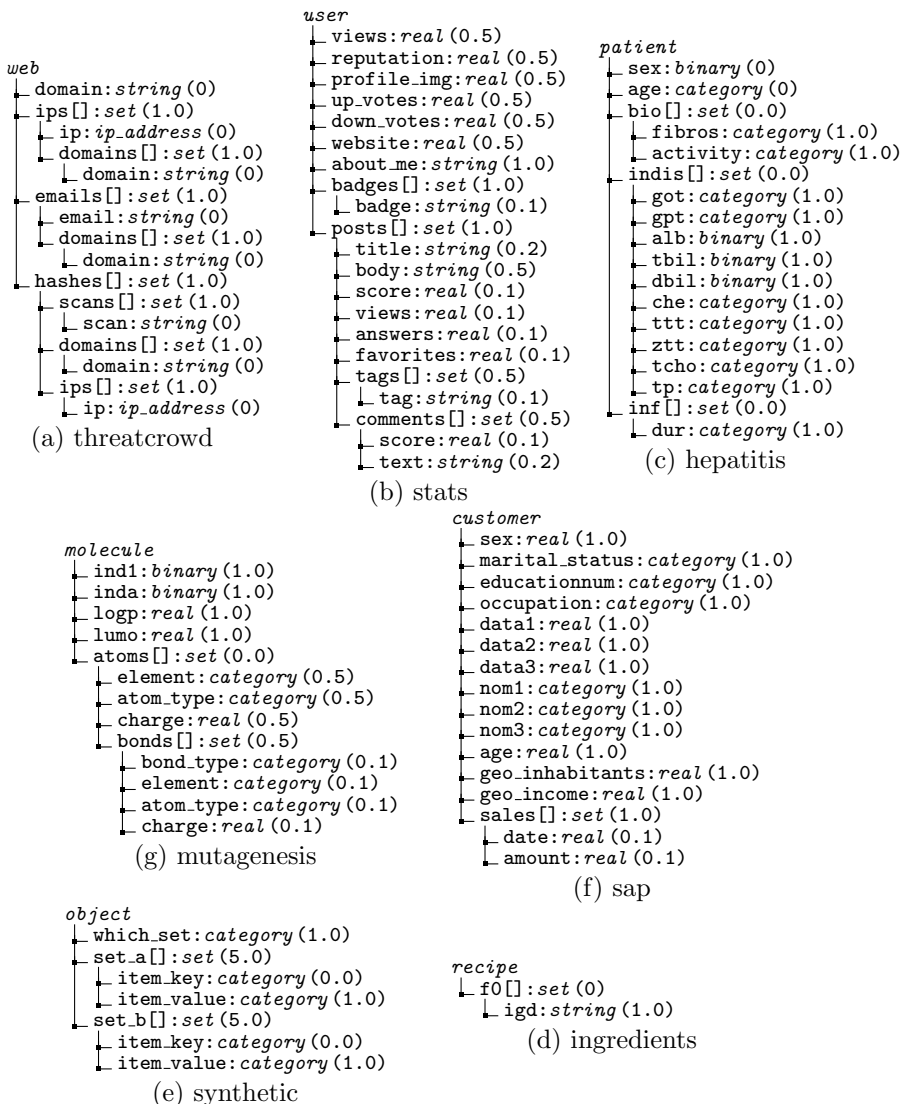 web
domain:string (0)
ips[]:set (1.0)
ip:ip_address (0)
domains[]:set (1.0)
domain:string (0)
emails[]:set (1.0)
email:string (0)
domains[]:set (1.0)
domain:string (0)
hashes[]:set (1.0)
scans[]:set (1.0)
scan:string (0)
domains[]:set (1.0)
domain:string (0)
ips[]:set (1.0)
ip:ip_address (0)
(a) threatcrowd
user
views:real (0.5)
reputation:real (0.5)
profile_img:real (0.5)
up_votes:real (0.5)
down_votes:real (0.5)
website:real (0.5)
about_me:string (1.0)
badges[]:set (1.0)
badge:string (0.1)
posts[]:set (1.0)
title:string (0.2)
body:string (0.5)
score:real (0.1)
views:real (0.1)
answers:real (0.1)
favorites:real (0.1)
tags[]:set (0.5)
tag:string (0.1)
comments[]:set (0.5)
score:real (0.1)
text:string (0.2)
(b) stats
patient
sex:binary (0)
age:category (0)
bio[]:set (0.0)
fibros:category (1.0)
activity:category (1.0)
indis[]:set (0.0)
got:category (1.0)
gpt:category (1.0)
alb:binary (1.0)
tbil:binary (1.0)
dbil:binary (1.0)
che:category (1.0)
ttt:category (1.0)
ztt:category (1.0)
tcho:category (1.0)
tp:category (1.0)
inf[]:set (0.0)
dur:category (1.0)
(c) hepatitis
molecule
ind1:binary (1.0)
inda:binary (1.0)
logp:real (1.0)
lumo:real (1.0)
atoms[]:set (0.0)
element:category (0.5)
atom_type:category (0.5)
charge:real (0.5)
bonds[]:set (0.5)
bond_type:category (0.1)
element:category (0.1)
atom_type:category (0.1)
charge:real (0.1)
(g) mutagenesis
customer
sex:real (1.0)
marital_status:category (1.0)
educationnum:category (1.0)
occupation:category (1.0)
data1:real (1.0)
data2:real (1.0)
data3:real (1.0)
nom1:category (1.0)
nom2:category (1.0)
nom3:category (1.0)
age:real (1.0)
geo_inhabitants:real (1.0)
geo_income:real (1.0)
sales[]:set (1.0)
date:real (0.1)
amount:real (0.1)
(f) sap
object
which_set:category (1.0)
set_a[]:set (5.0)
item_key:category (0.0)
item_value:category (1.0)
set_b[]:set (5.0)
item_key:category (0.0)
item_value:category (1.0)
(e) synthetic
recipe
f0[]:set (0)
igd:string (1.0)
(d) ingredients